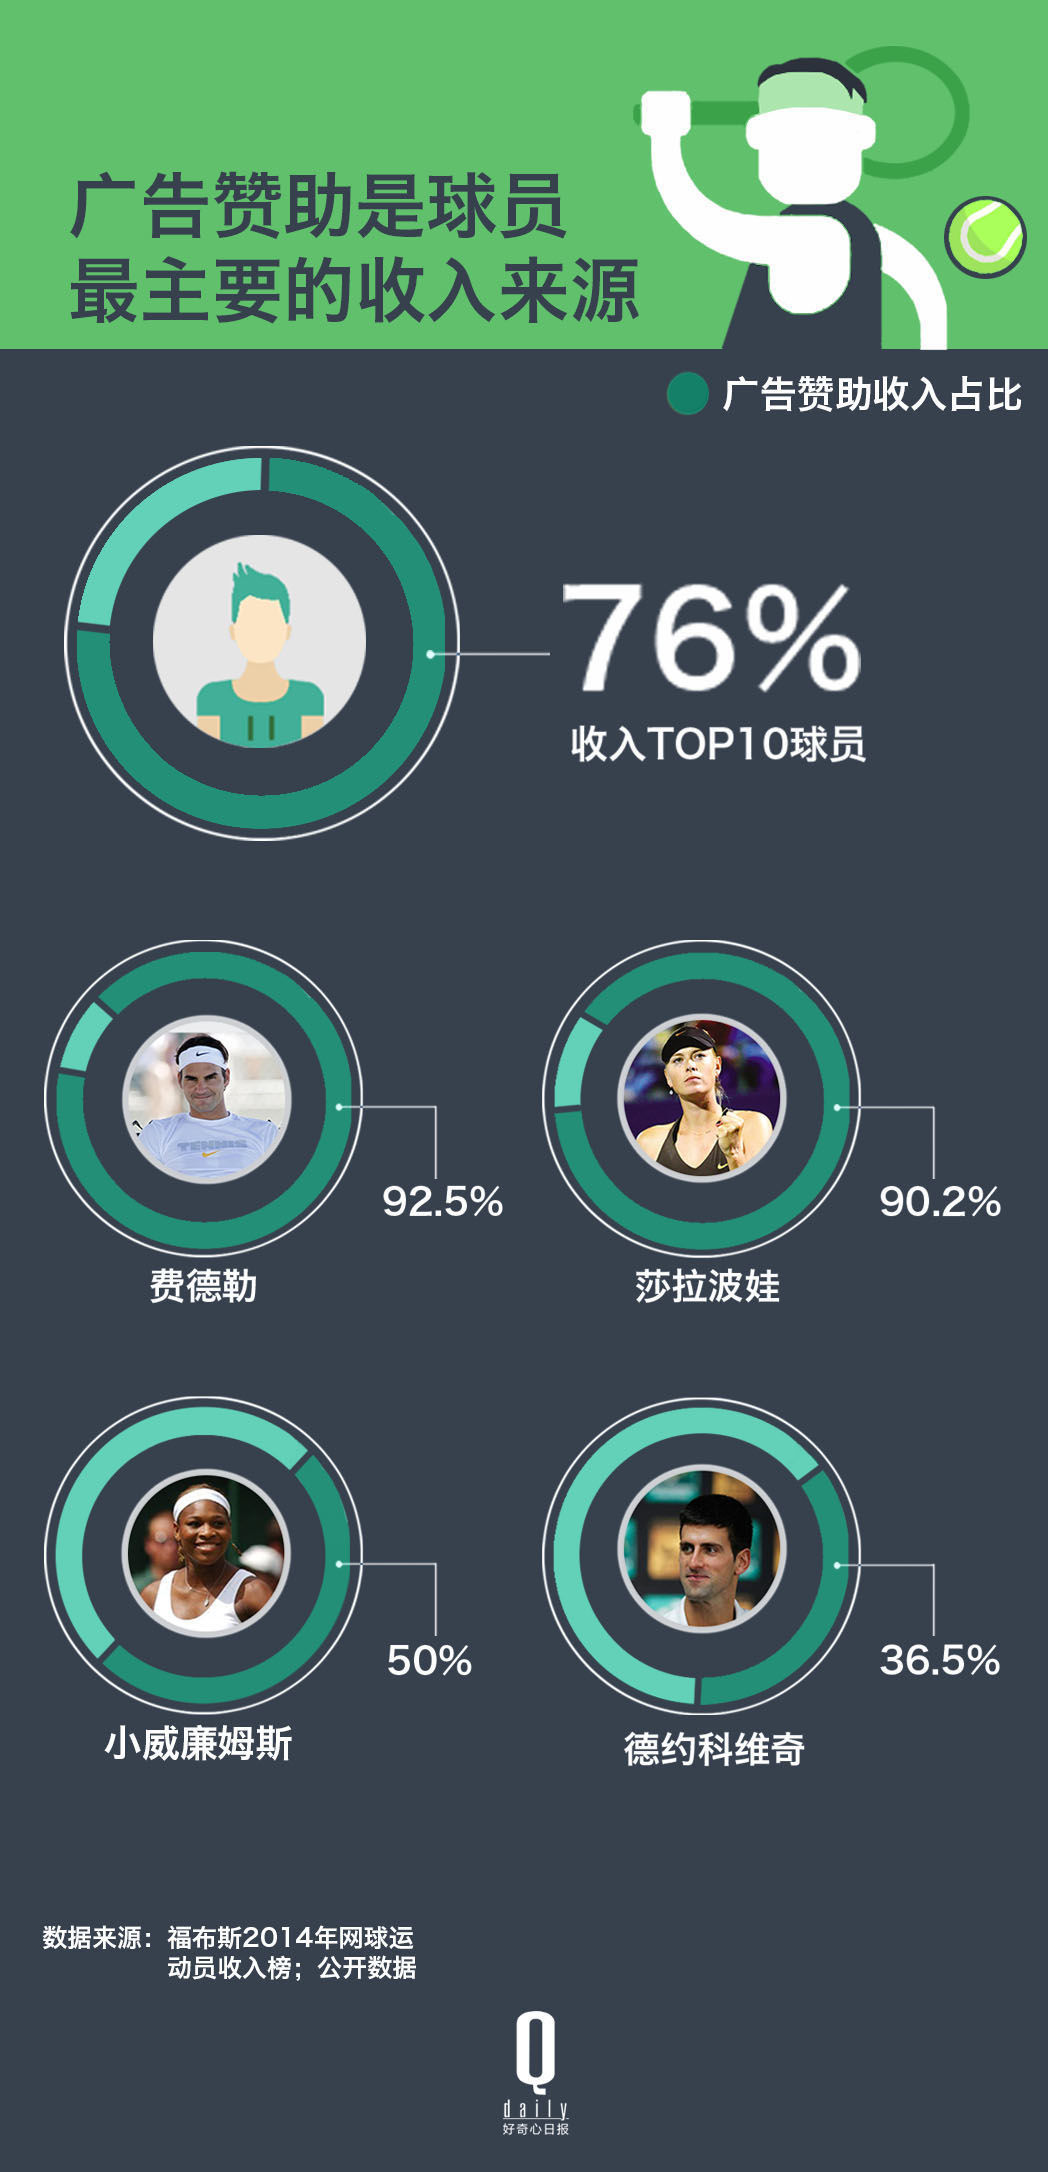 广告赞助是球员
最主要的收入来源
广告赞助收入占比
76%
收入TOP10球员
TENNIS
92.5%
90.2%
费德勒
莎拉波娃
50%
36.5%
小威廉姆斯
德约科维奇
数据来源：福布斯2014年网球运
动员收入榜；公开数据
Q
daily
好奇心日报